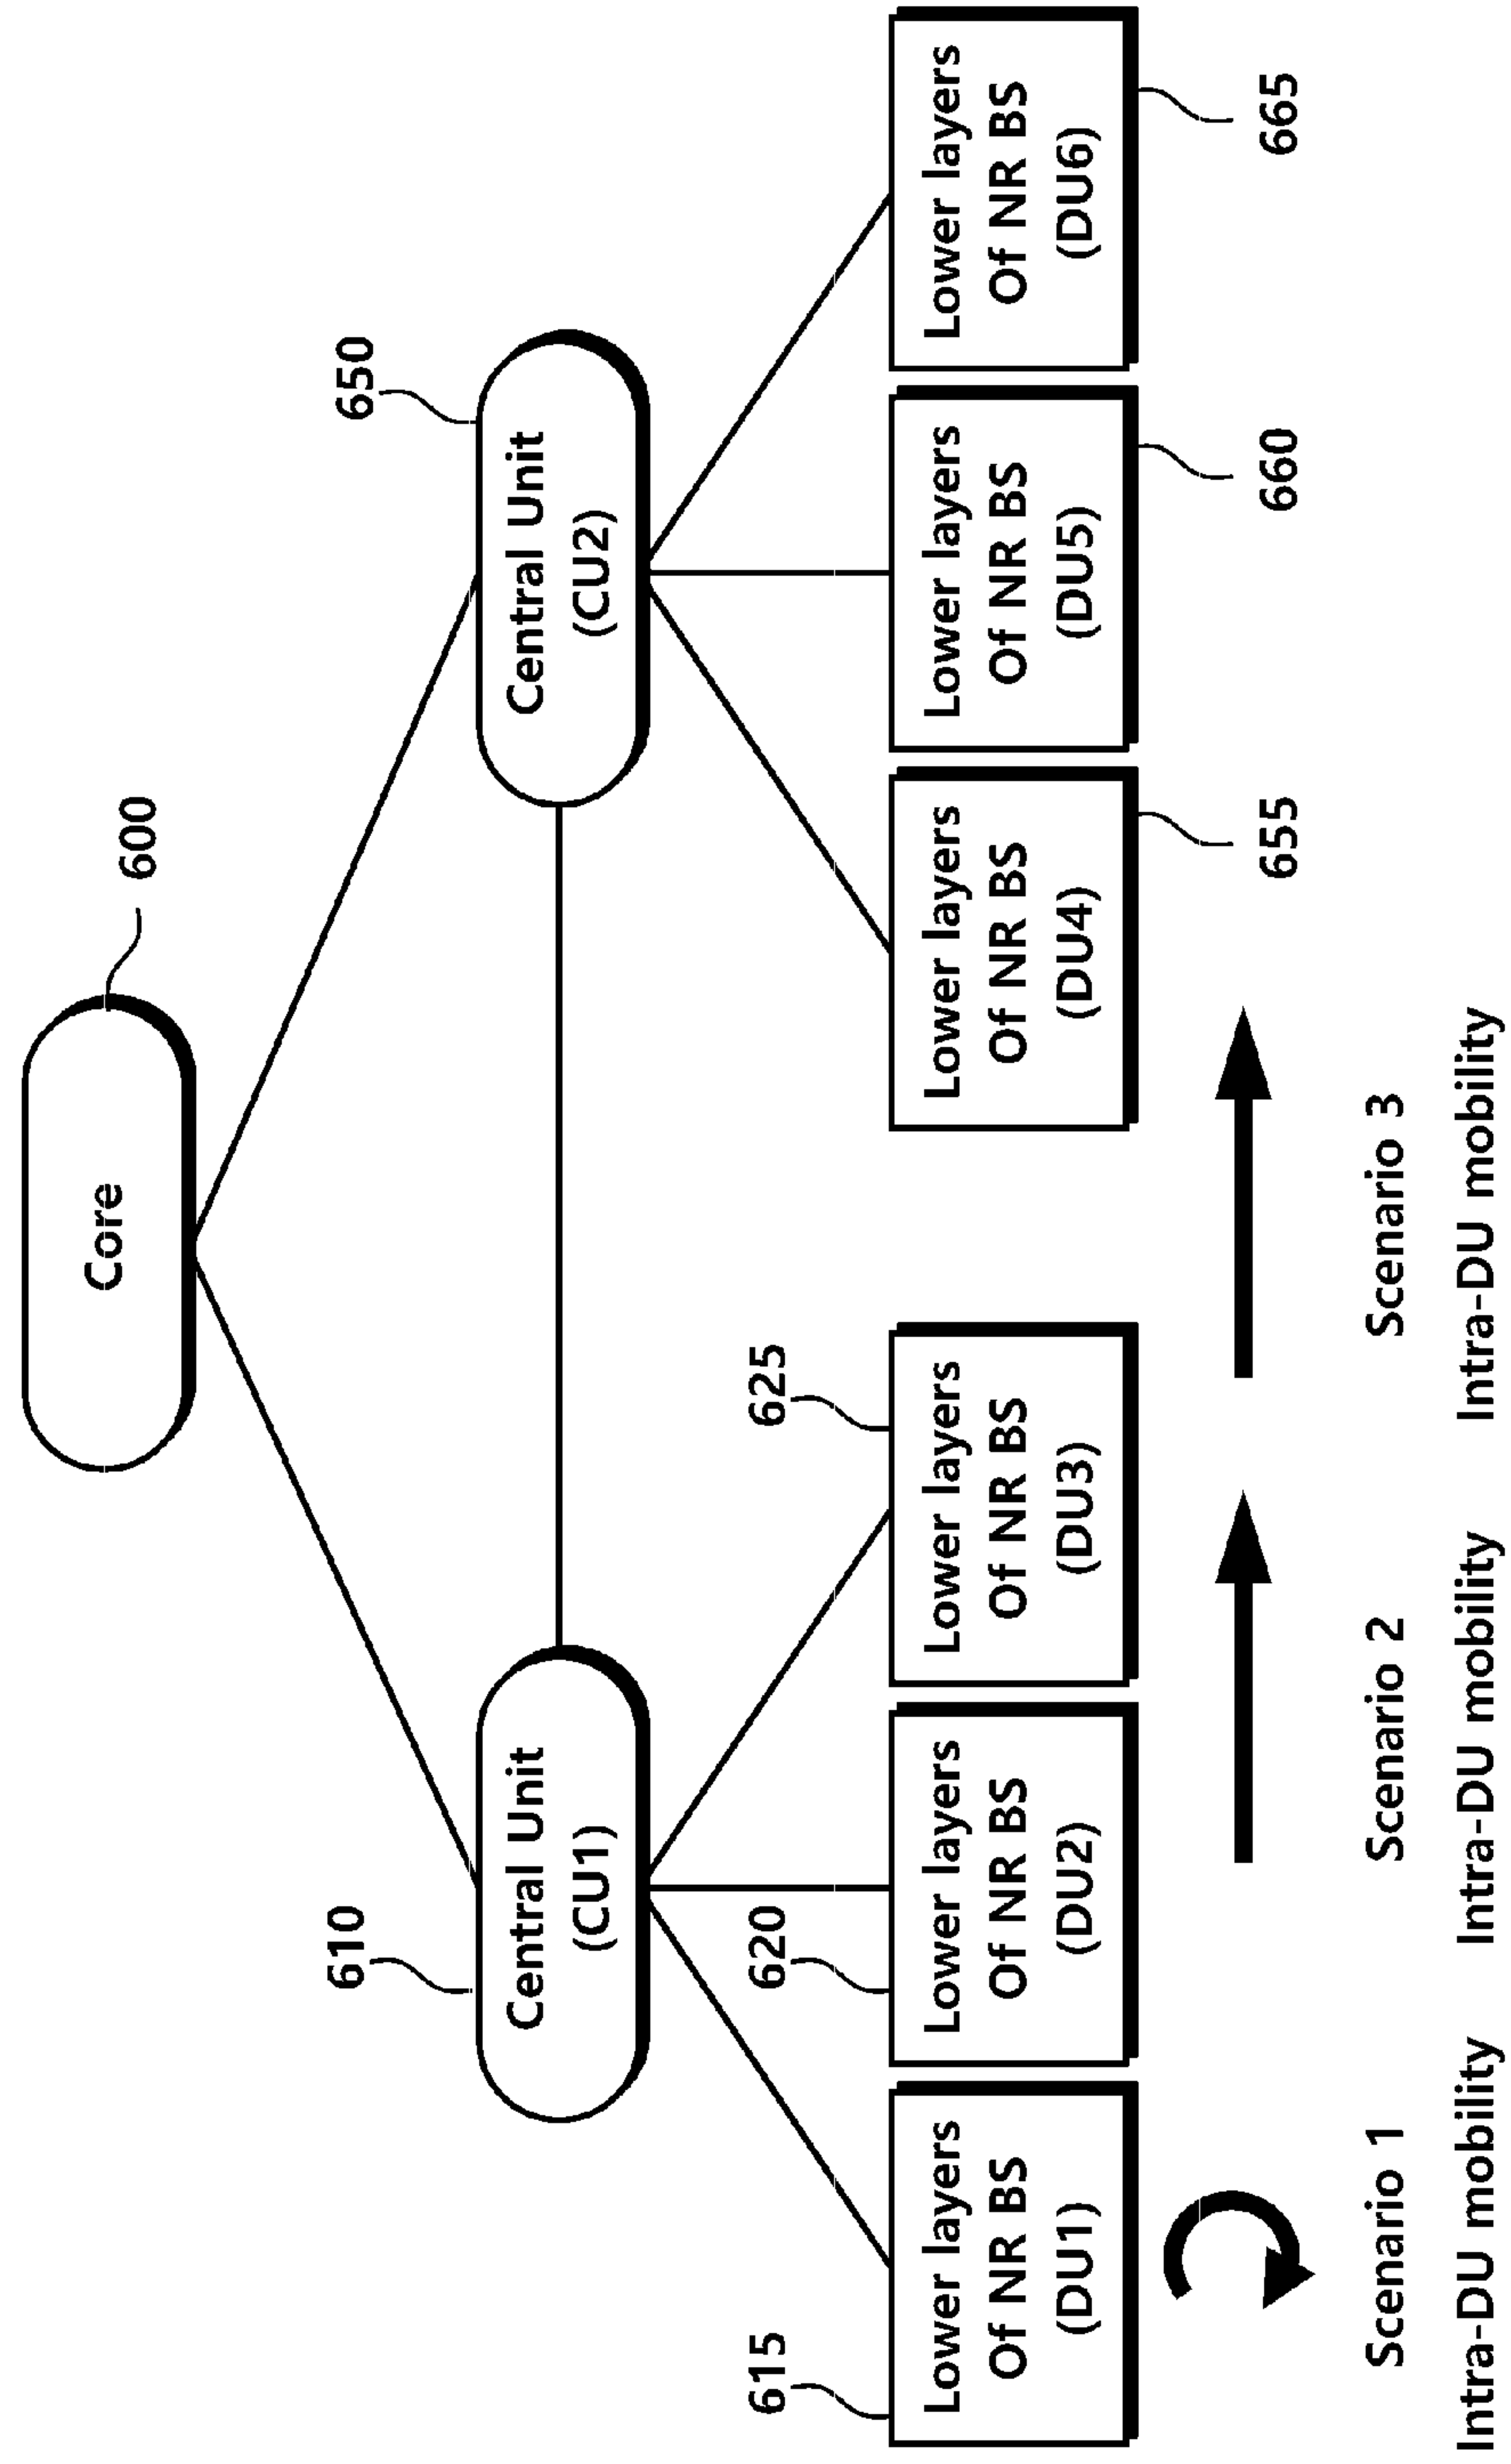 Core
600
610
Central Unit
(CU1)
650
Central Unit
(CU2)
615
Lower layers
Of NR BS
(DU1)
620
Lower layers
Of NR BS
(DU2)
625
Lower layers
Of NR BS
(DU3)
Lower layers
Of NR BS
(DU4)
655
Lower layers
Of NR BS
(DU5)
660
Lower layers
Of NR BS
(DU6)
665
Scenario 1
Intra-DU mobility
Scenario 2
Intra-DU mobility
Scenario 3
Intra-DU mobility